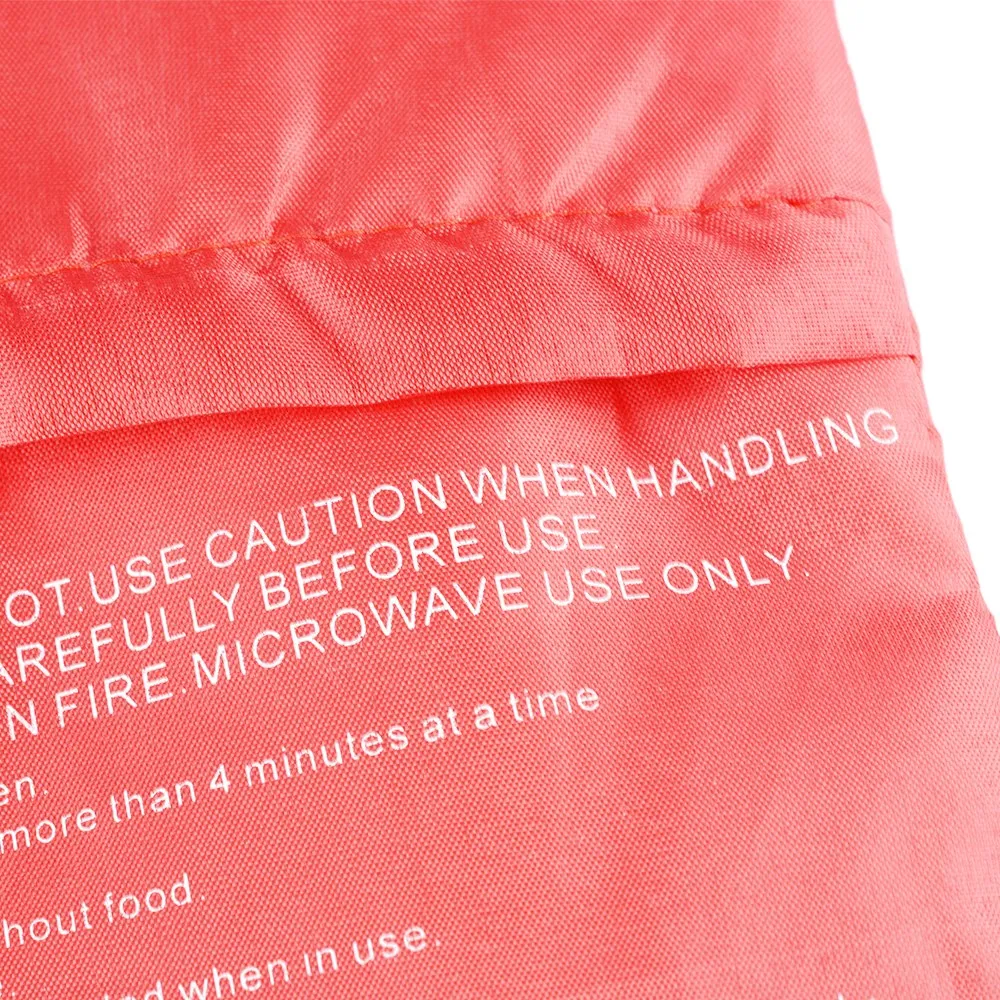 OT.USE CAUTION WHEN HANDLING
AREFULLY BEFORE USE
N FIRE.MICROWAVE USE ONLY.
en.
more than 4 minutes at a time
hout food.
when in use.